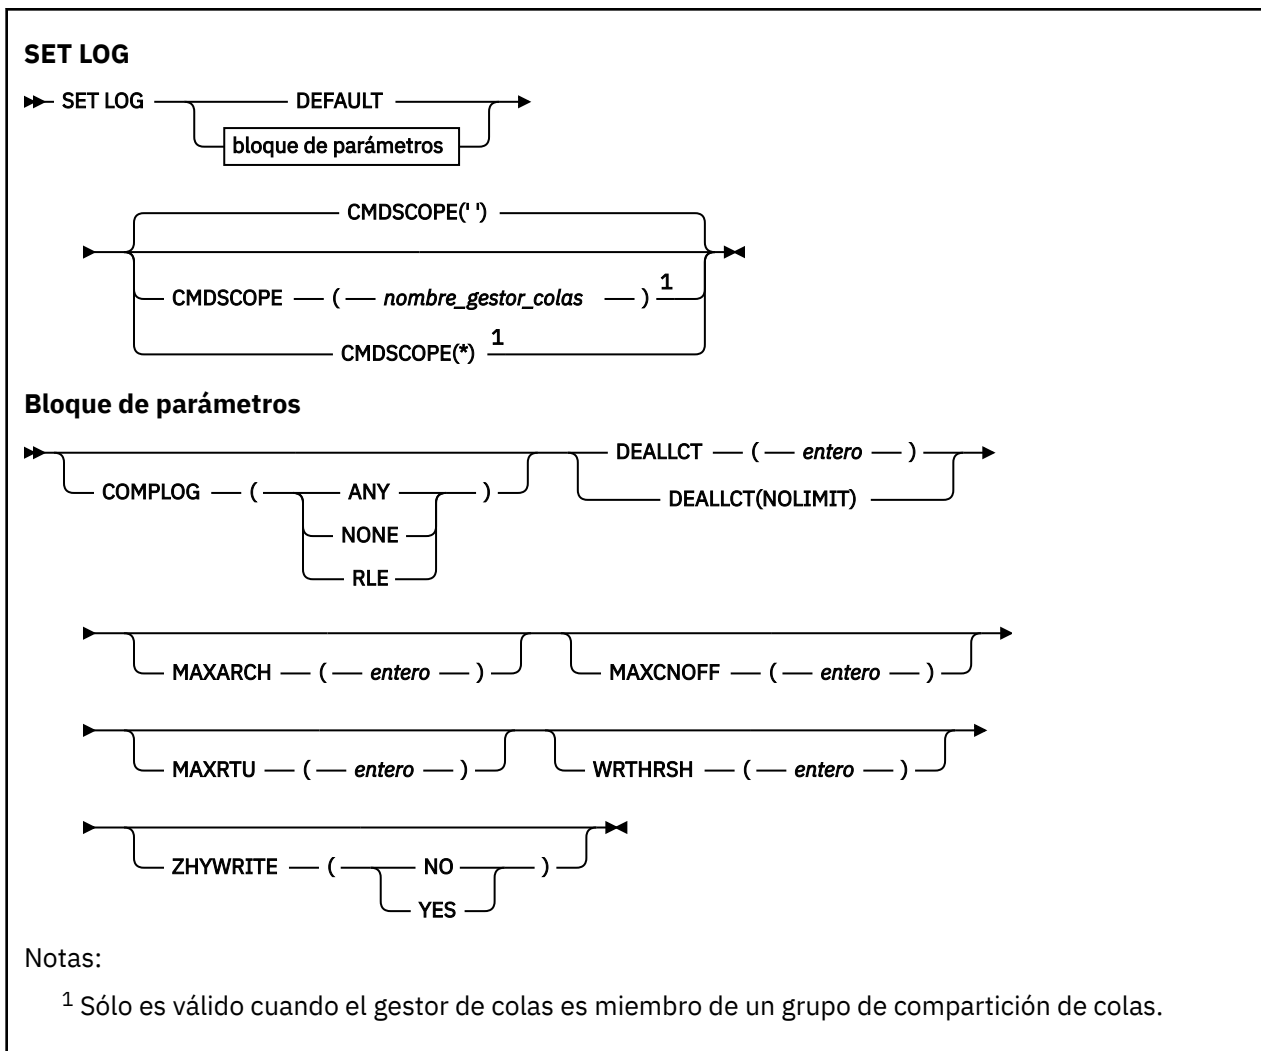 SET LOG
SET LOG DEFAULT
bloque de parámetros
CMDSCOPE(' ')
CMDSCOPE ( nombre_gestor_colas ) 1
CMDSCOPE(*) 1
Bloque de parámetros
DEALLCT ( entero )
COMPLOG ( ANY ) DEALLCT(NOLIMIT)
NONE
RLE
MAXARCH ( entero ) MAXCNOFF ( entero )
MAXRTU ( entero ) WRTHRSH ( entero )
ZHYWRITE ( NO )
YES
Notas:
1 Sólo es válido cuando el gestor de colas es miembro de un grupo de compartición de colas.